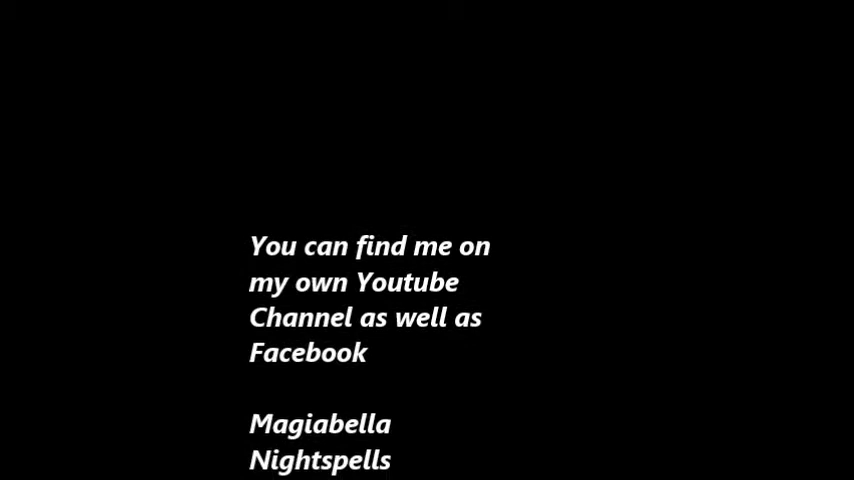 You can find me on
my own Youtube
Channel as well as
Facebook
Magiabella
Nightspells